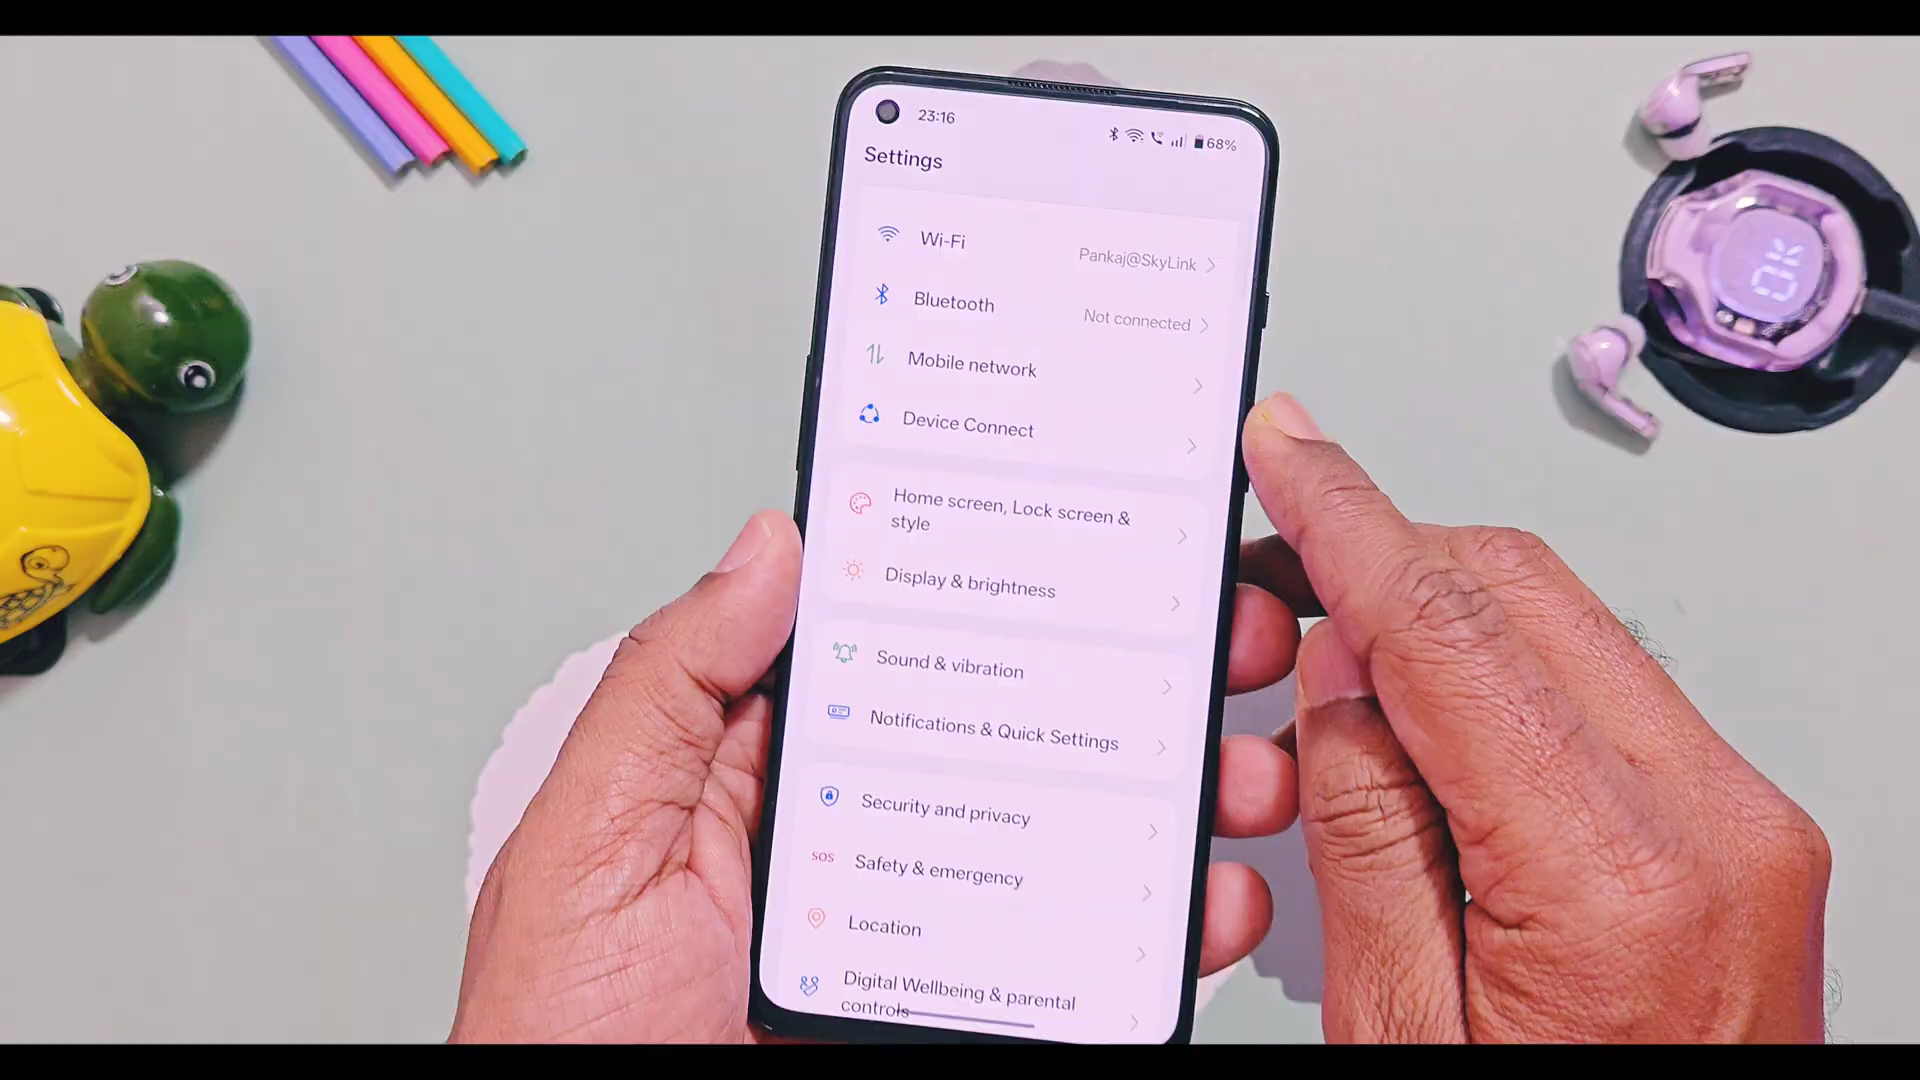 23:16
68%
Settings
Wi-Fi
Pankaj@SkyLink
Bluetooth
Not connected
Mobile network
Device Connect
Home screen, Lock screen &
style
Display & brightness
Sound & vibration
Notifications & Quick Settings
Security and privacy
SOS
Safety & emergency
Location
Digital Wellbeing & parental
controls